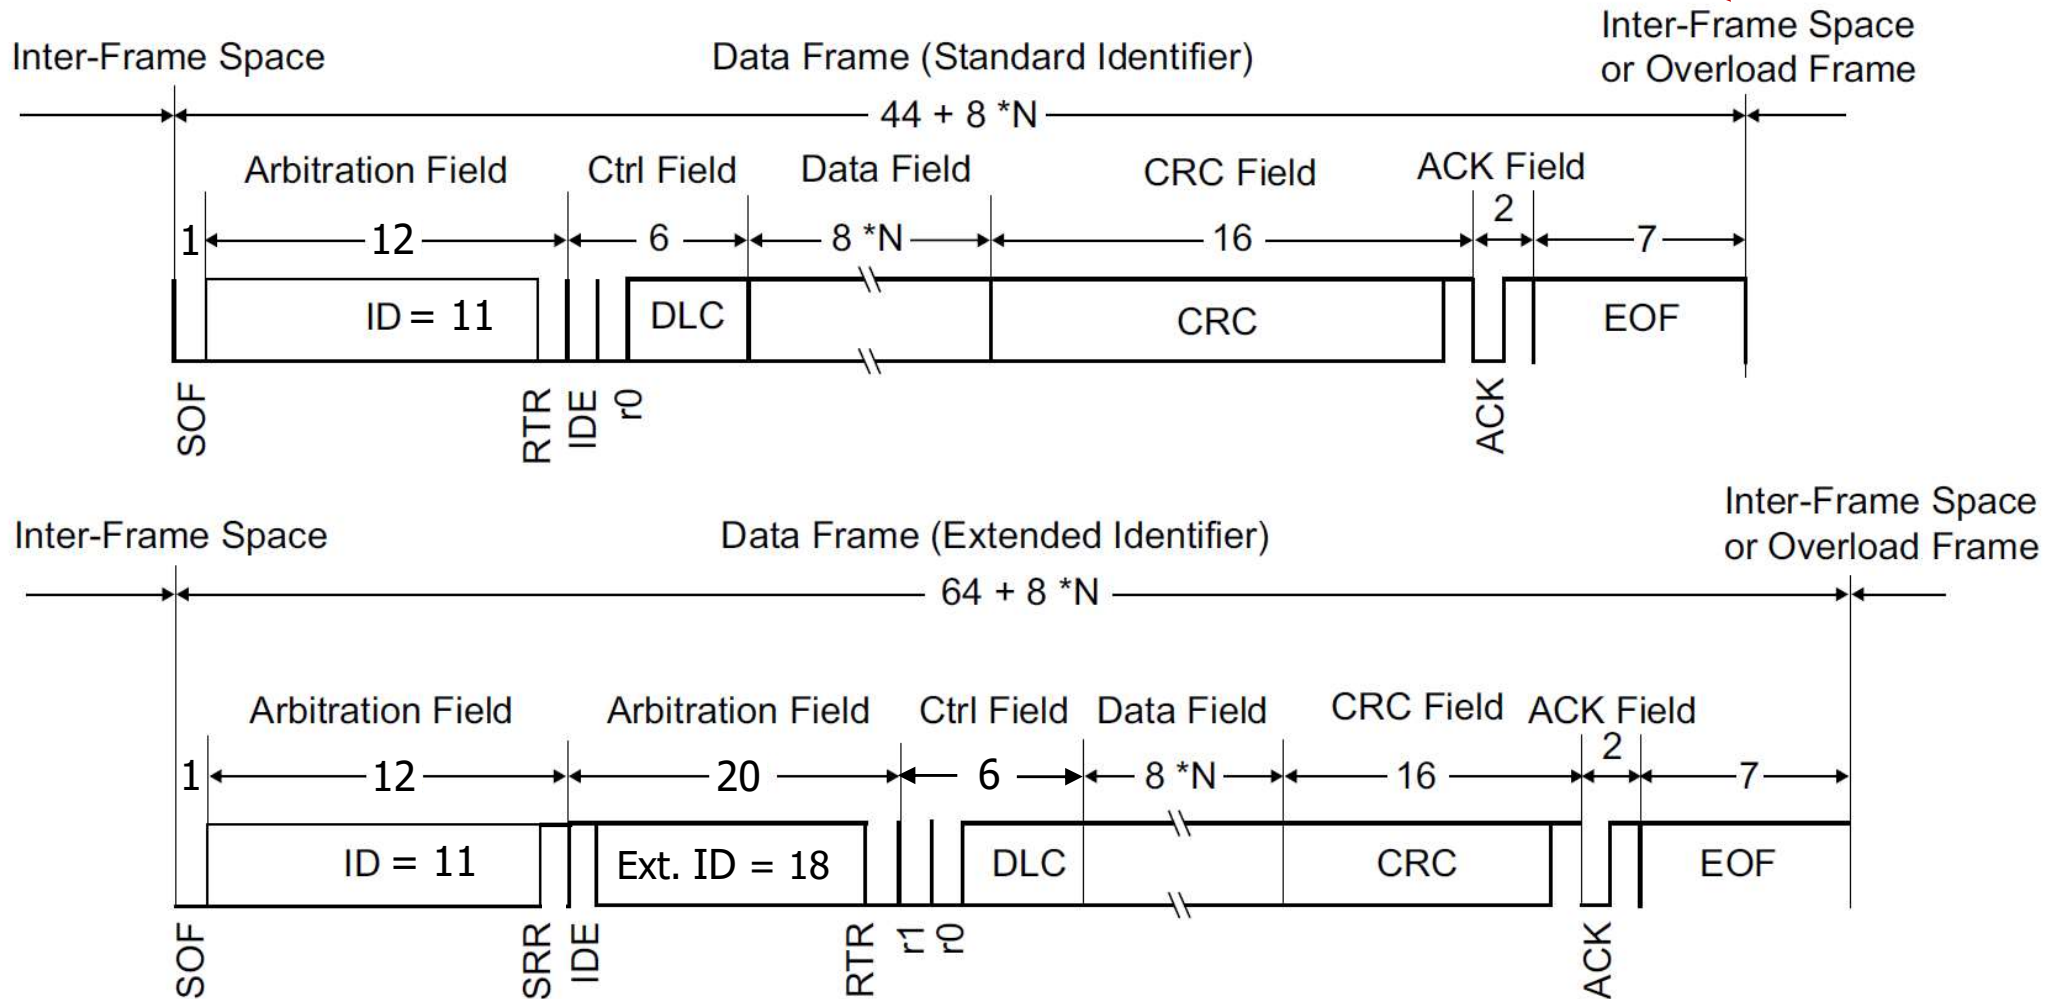 Inter-Frame Space
Data Frame (Standard Identifier)
Inter-Frame Space
or Overload Frame
44 + 8 *N
Arbitration Field
Ctrl Field
Data Field
CRC Field
ACK Field
1
12
6
8 *N
16
2
7
ID = 11
DLC
CRC
EOF
SOF
RTR
IDE
r0
ACK
Inter-Frame Space
Data Frame (Extended Identifier)
Inter-Frame Space
or Overload Frame
64 + 8 *N
Arbitration Field
Arbitration Field
Ctrl Field
Data Field
CRC Field
ACK Field
1
12
20
6
8 *N
16
2
7
ID = 11
Ext. ID = 18
DLC
CRC
EOF
SOF
SRR
IDE
RTR
r1
r0
ACK